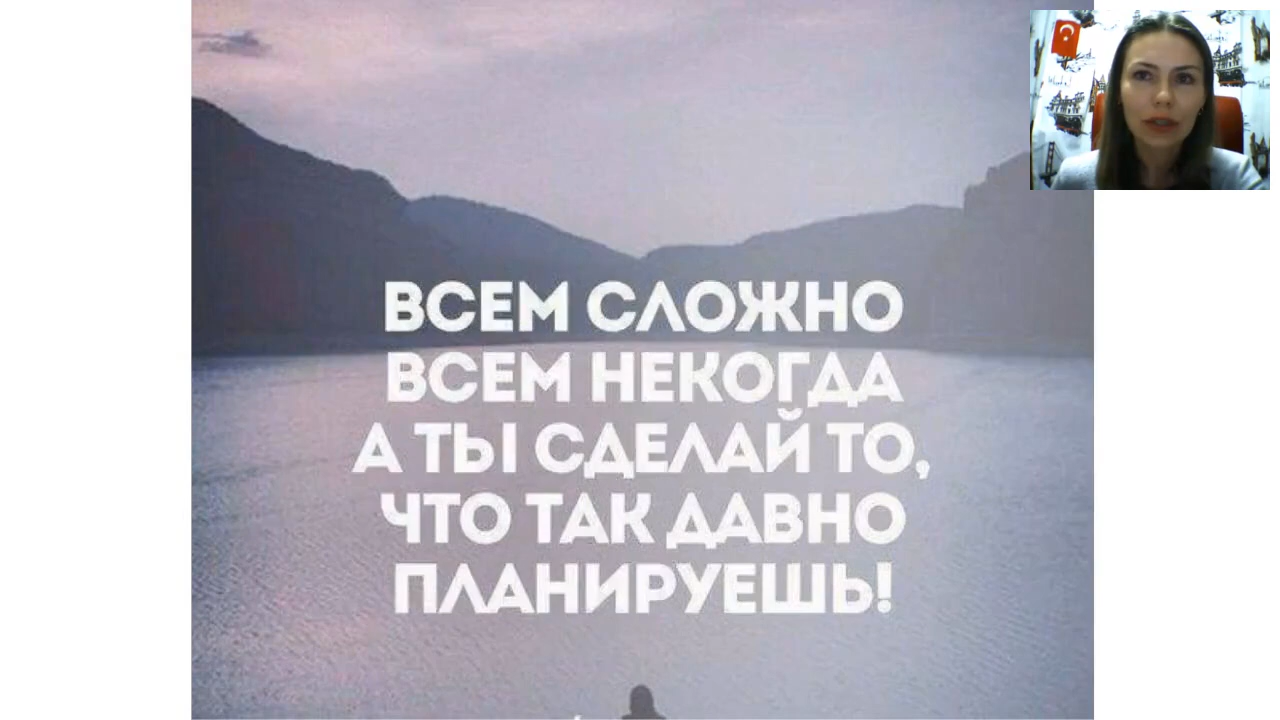 ВСЕМ СЛОЖНО
ВСЕМ НЕКОГДА
А ТЫ СДЕЛАЙ ТО,
ЧТО ТАК ДАВНО
ПЛАНИРУЕШЬ!